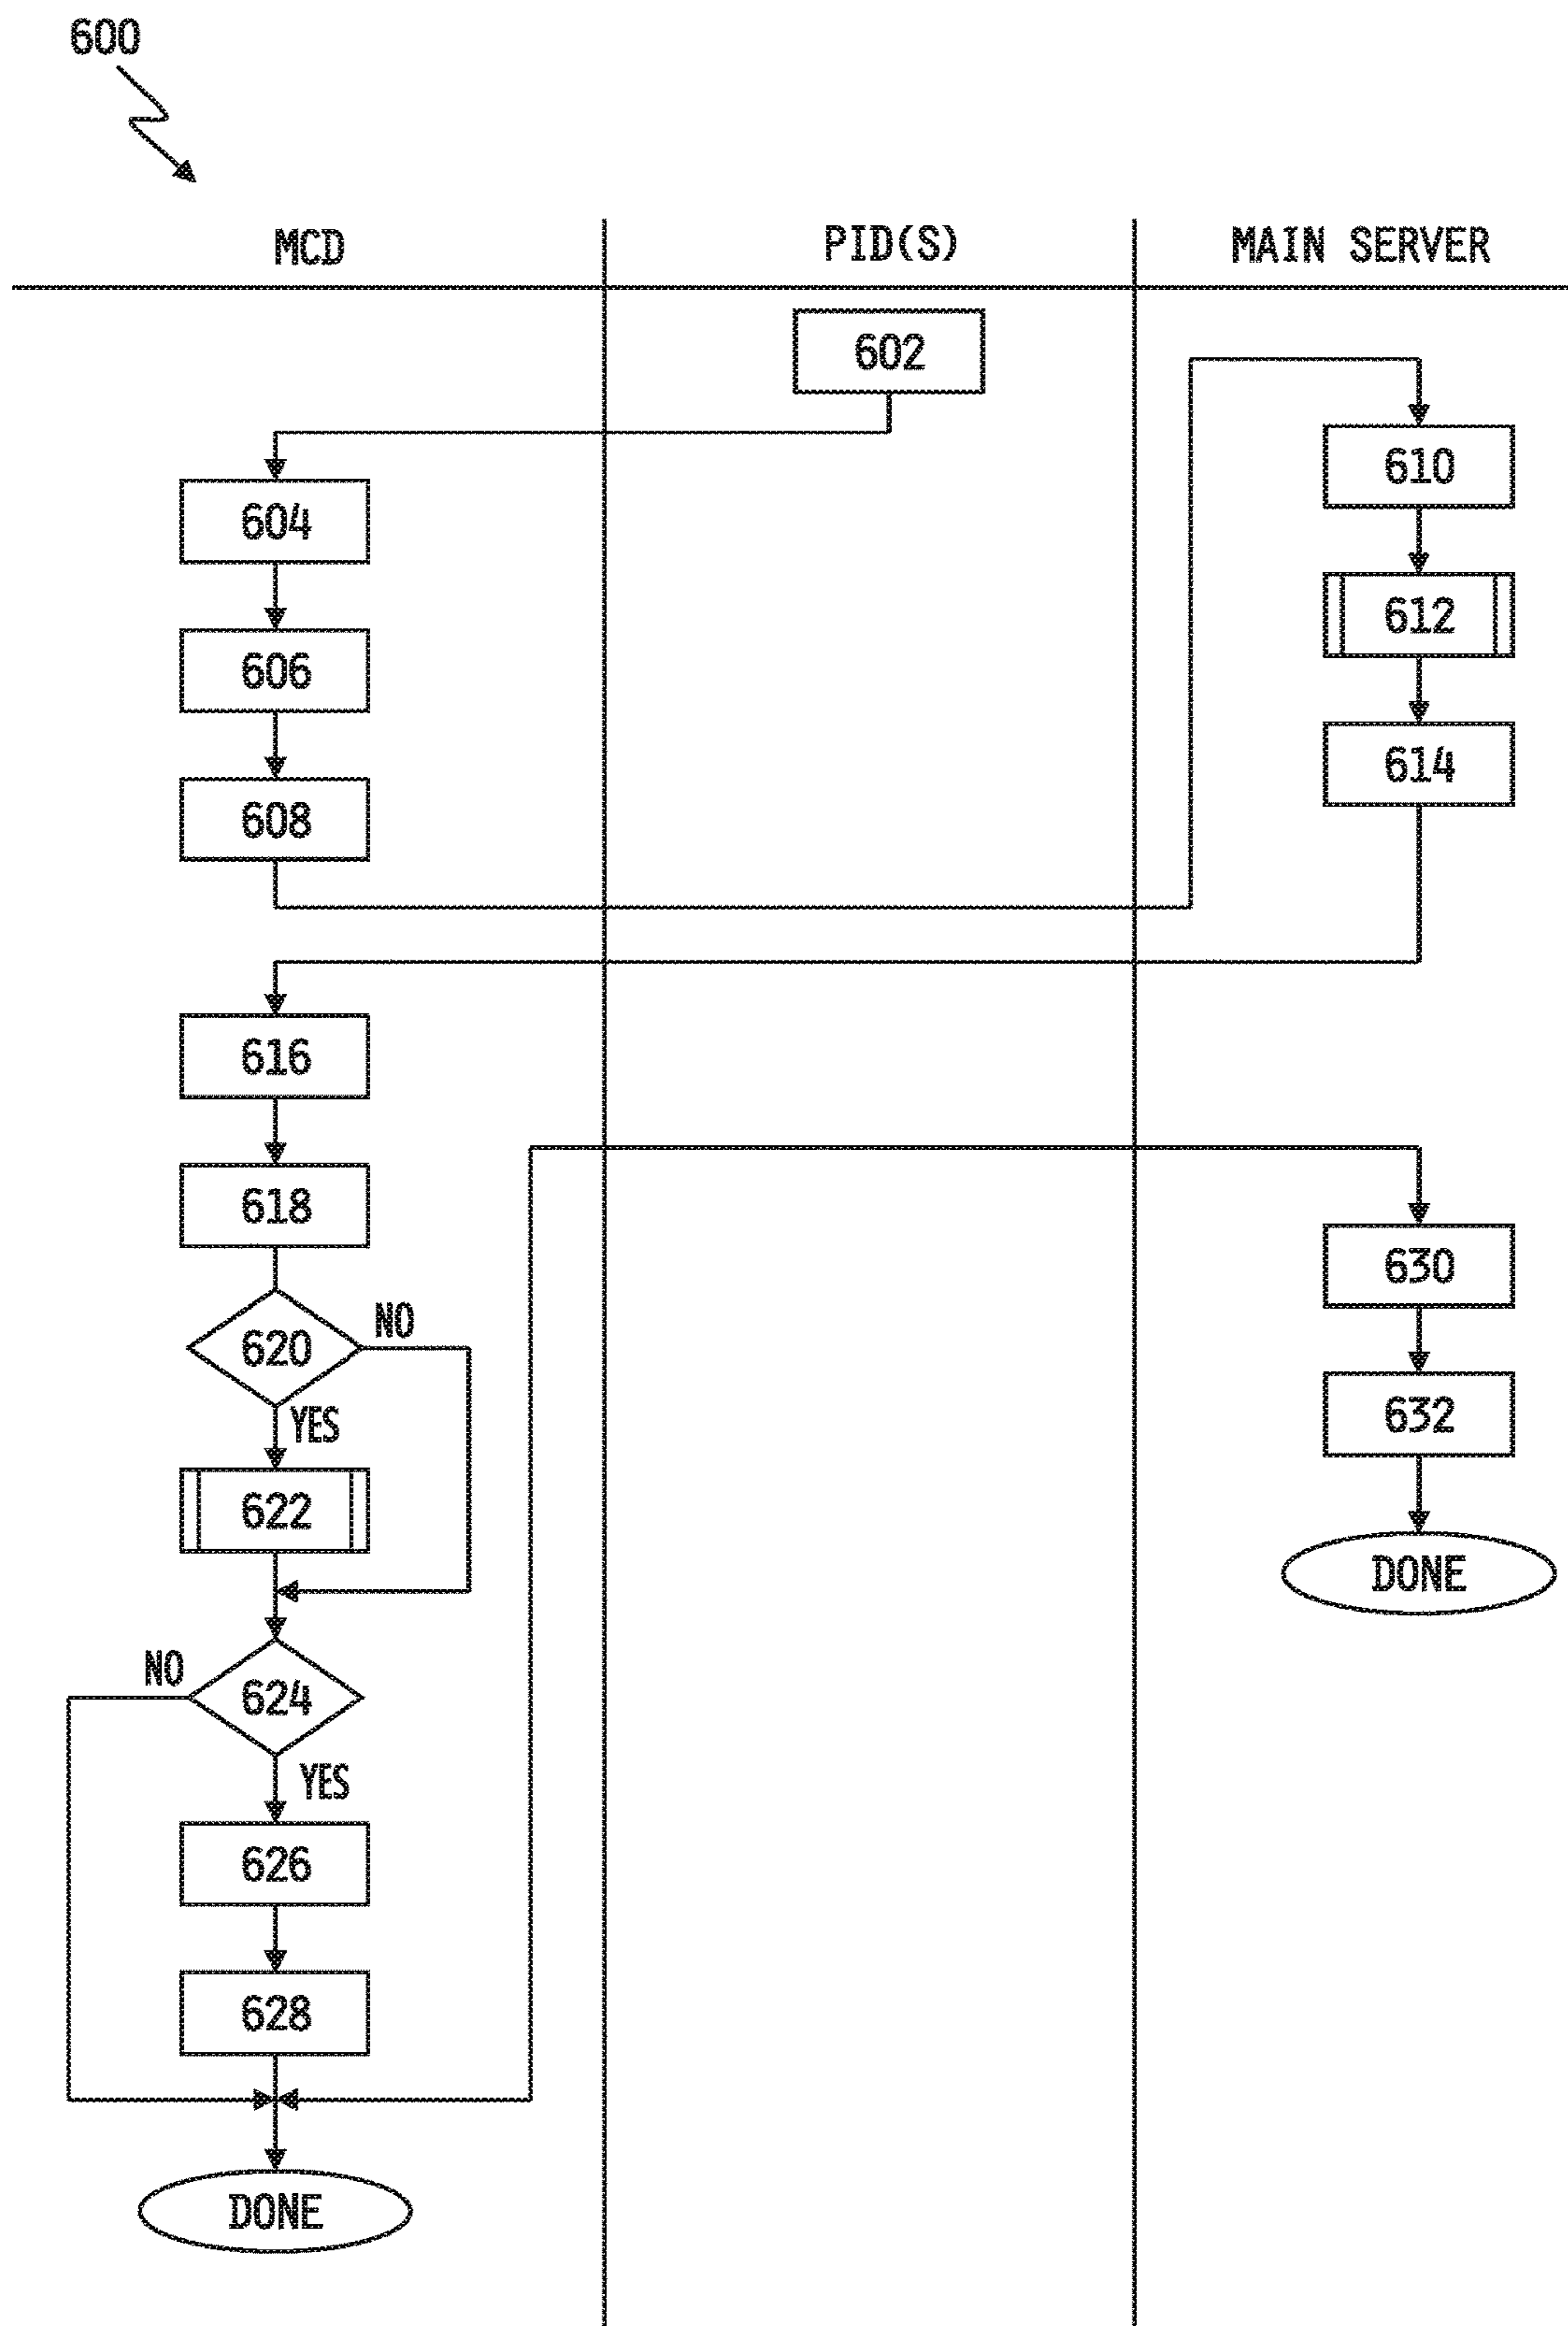 600
MCD
PID(S)
MAIN SERVER
602
604
606
608
610
612
614
616
618
620
NO
YES
622
624
NO
YES
626
628
DONE
630
632
DONE